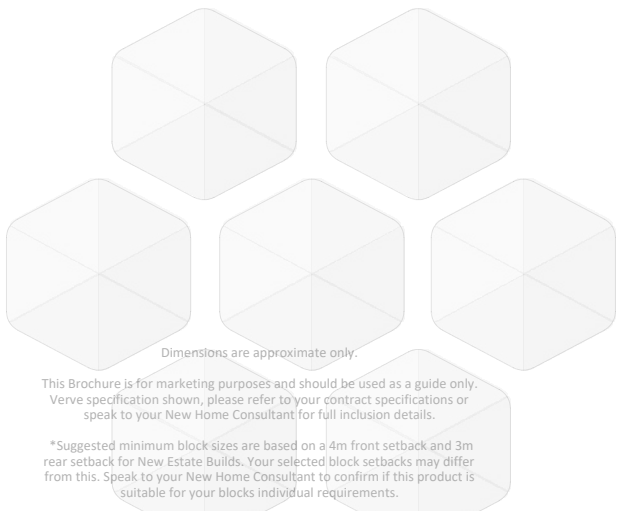 Dimensions are approximate only.
This Brochure is for marketing purposes and should be used as a guide only.
Verve specification shown, please refer to your contract specifications or
speak to your New Home Consultant for full inclusion details.
*Suggested minimum block sizes are based on a 4m front setback and 3m
rear setback for New Estate Builds. Your selected block setbacks may differ
from this. Speak to your New Home Consultant to confirm if this product is
suitable for your blocks individual requirements.